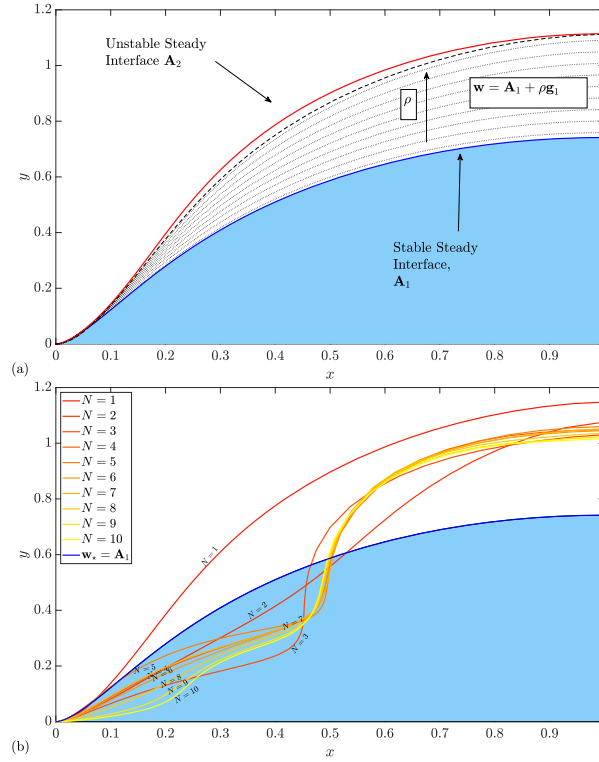 1.2
1
0.8
0.6
0.4
0.2
0
y
Unstable Steady
Interface A₂
ρ
w = A₁ + ρg₁
Stable Steady
Interface,
A₁
0 0.1 0.2 0.3 0.4 0.5 0.6 0.7 0.8 0.9
x
(a)
1.2
1
0.8
0.6
0.4
0.2
0
y
N = 1
N = 2
N = 3
N = 4
N = 5
N = 6
N = 7
N = 8
N = 9
N = 10
w⋆ = A₁
N = 1
N = 2
N = 7
N = 3
N = 5
N = 6
N = 8
N = 9
N = 10
0 0.1 0.2 0.3 0.4 0.5 0.6 0.7 0.8 0.9
x
(b)